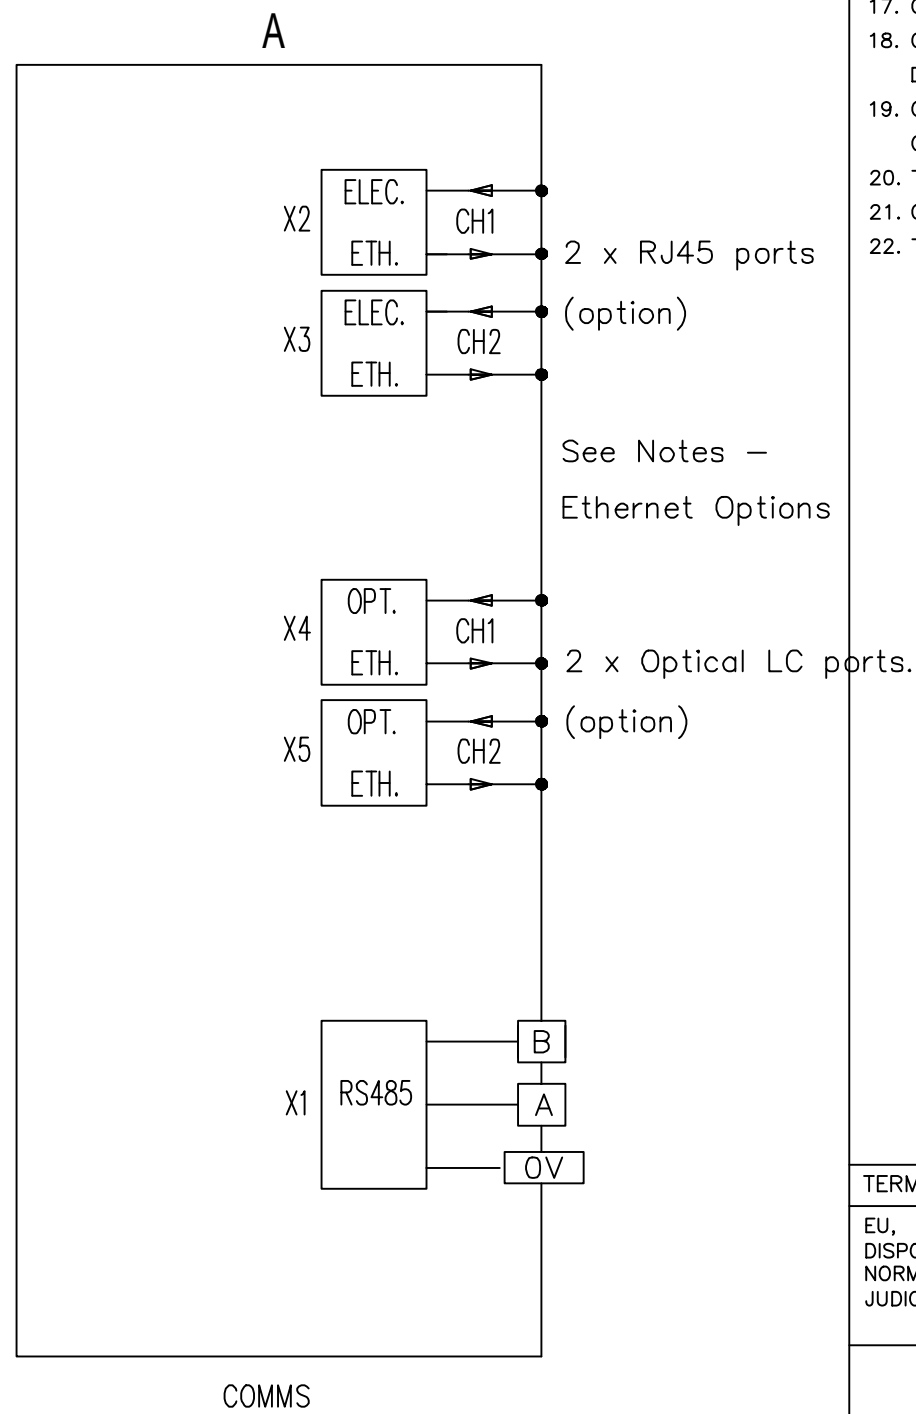 A
ELEC.
X2
CH1
ETH.
2 x RJ45 ports
ELEC.
(option)
X3
CH2
ETH.
See Notes –
Ethernet Options
OPT.
X4
CH1
ETH.
2 x Optical LC ports.
OPT.
(option)
X5
CH2
ETH.
B
X1
RS485
A
0V
COMMS
17.
18.
19.
20.
21.
22.
EU,